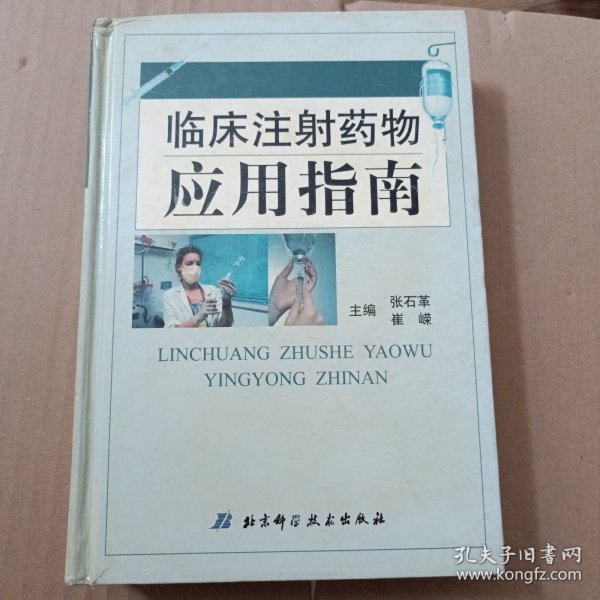 临床注射药物
应用指南
主编 张石革
崔嵘
LINCHUANG ZHUSHE YAOWU
YINGYONG ZHINAN
北京科学技术出版社
孔夫子旧书网
www.kongfz.com